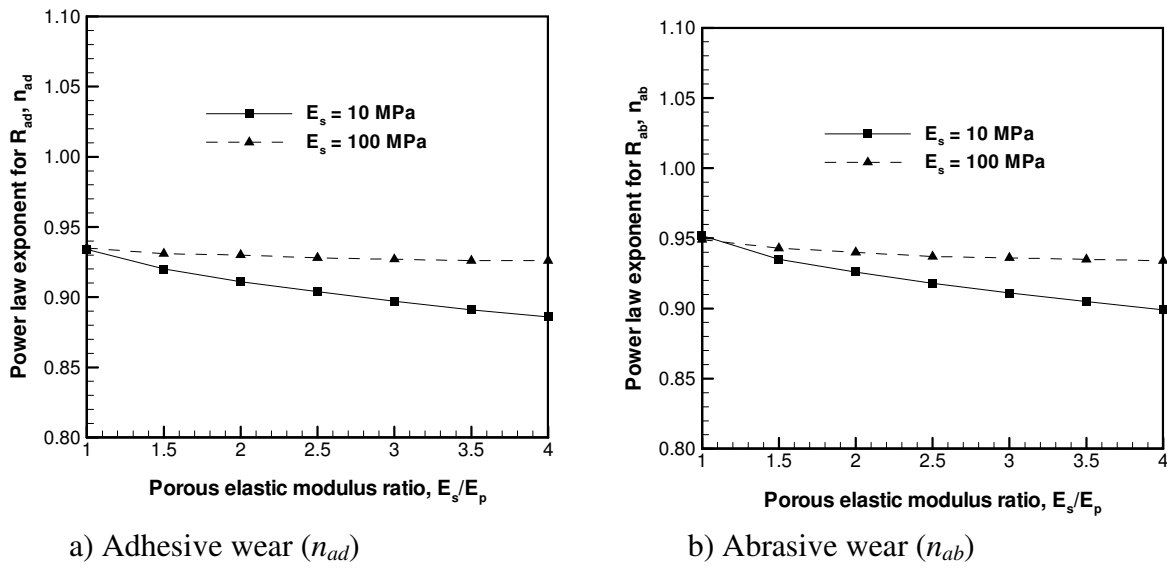 1.10
1.05
1.00
0.95
0.90
0.85
0.80
Power law exponent for R_ad, n_ad
E_s = 10 MPa
E_s = 100 MPa
1 1.5 2 2.5 3 3.5 4
Porous elastic modulus ratio, E_s/E_p
a) Adhesive wear (n_ad)
1.10
1.05
1.00
0.95
0.90
0.85
0.80
Power law exponent for R_ab, n_ab
E_s = 10 MPa
E_s = 100 MPa
1 1.5 2 2.5 3 3.5 4
Porous elastic modulus ratio, E_s/E_p
b) Abrasive wear (n_ab)